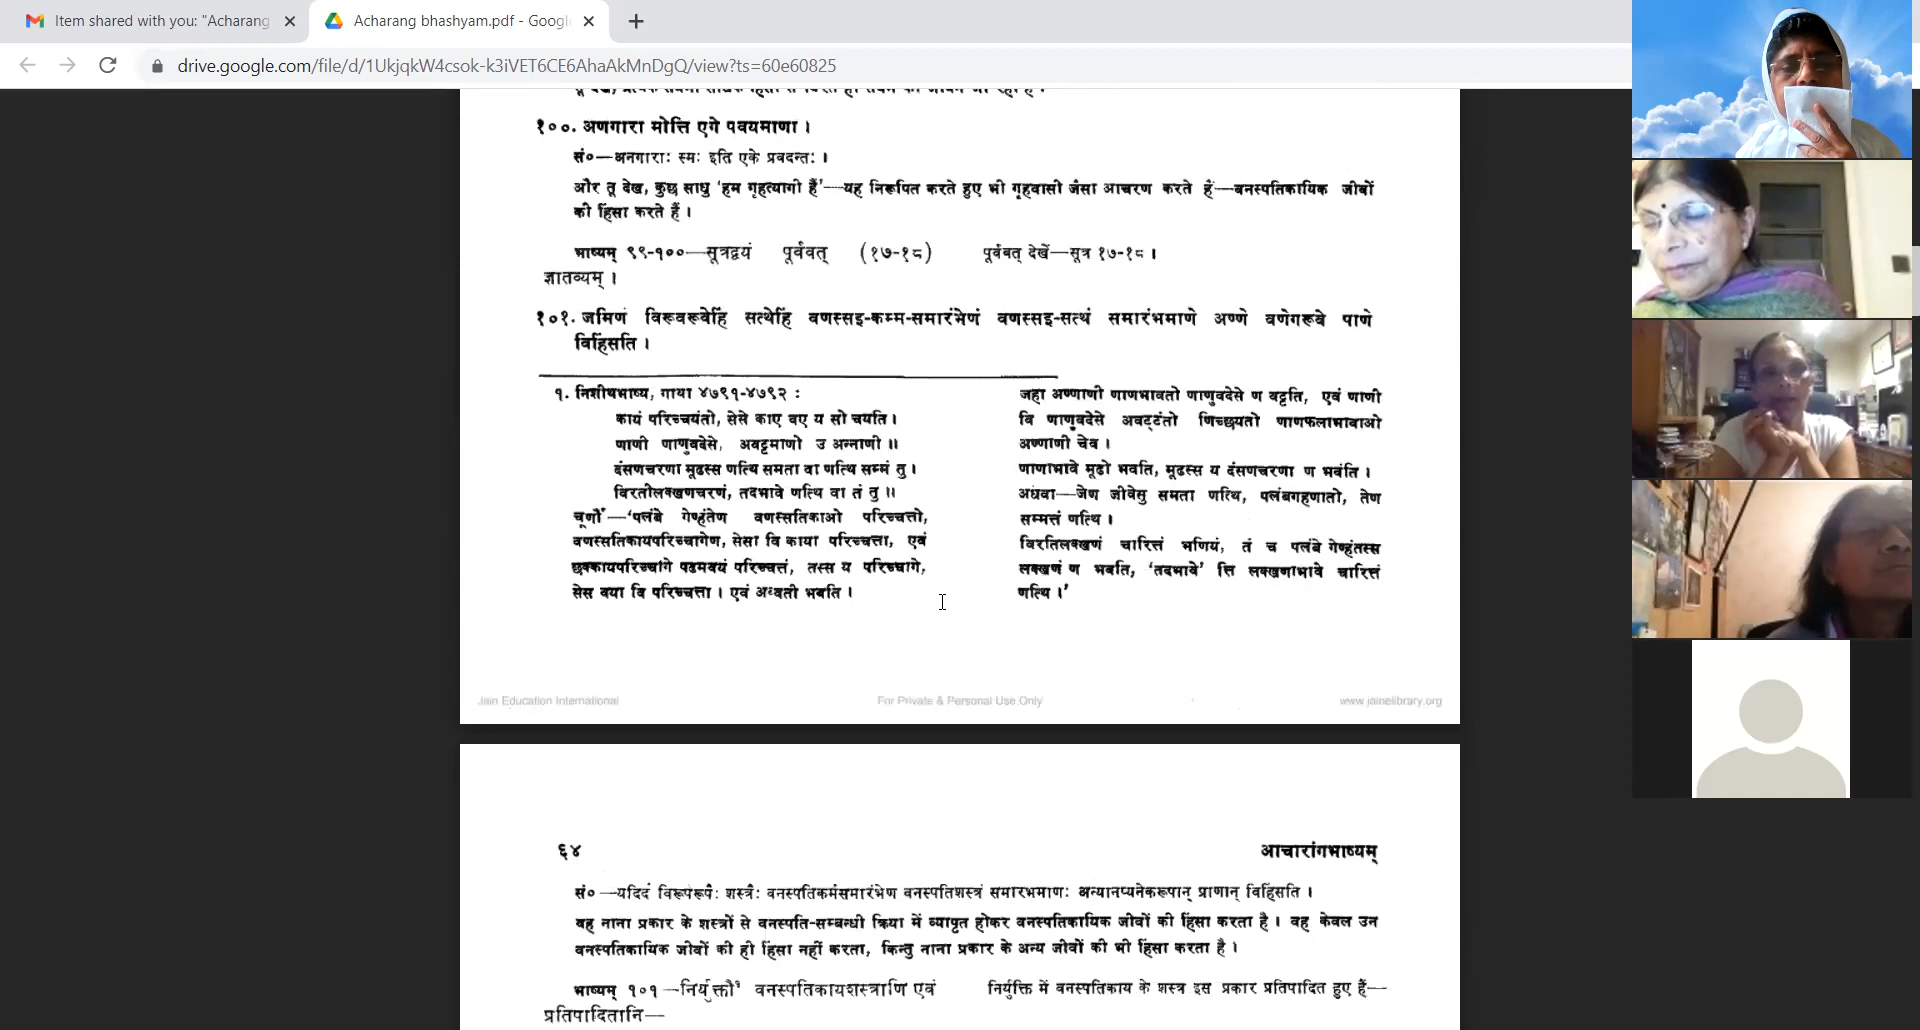 Item shared with you: "Acharang
Acharang bhashyam.pdf - Google
drive.google.com/file/d/1UkjqkW4csok-k3iVET6CE6AhaAkMnDgQ/view?ts=60e60825
१००. अणगारा मोत्ति एगे पवयमाणा ।
सं०—अनगाराः स्मः इति एके प्रवदन्तः ।
और तू देख, कुछ साधु 'हम गृहत्यागी हैं'—यह निरूपित करते हुए भी गृहवासी जैसा आचरण करते हैं—वनस्पतिकायिक जीवों
की हिंसा करते हैं ।
भाष्यम् ९९-१००—सूत्रद्वयं पूर्ववत् (१७-१८)
ज्ञातव्यम् ।
पूर्ववत् देखें—सूत्र १७-१८ ।
१०१. जमिणं विरूवरूवेहिं सत्थेहिं वणस्सइ-कम्म-समारंभेणं वणस्सइ-सत्थं समारंभमाणे अण्णे वणेगरूवे पाणे
विहिंसति ।
१. निशीथभाष्य, गाथा ४७९१-४७९२ :
कायं परिच्चयंतो, सेसे काए वए य सो चयति ।
णाणी णाणुवदेसे, अवट्टमाणो उ अन्नाणी ॥
दंसणचरणा मूढस्स णत्थि समता वा णत्थि सम्मं तु ।
विरतीलक्खणचरणं, तदभावे णत्थि वा तं तु ॥
चूर्णौ—'पलंबे गेण्हंतेण वणस्सतिकाओ परिच्चत्तो,
वणस्सतिकायपरिच्चागेण, सेसा वि काया परिच्चत्ता, एवं
छक्कायपरिच्चागे पढमवयं परिच्चत्तं, तस्स य परिच्चागे,
सेस वया वि परिच्चत्ता । एवं अव्वती भवति ।
जहा अण्णाणी णाणभावतो णाणुवदेसे ण वट्टति, एवं णाणी
वि णाणुवदेसे अवट्टंतो णिच्छयतो णाणफलाभावाओ
अण्णाणी चेव ।
णाणाभावे मूढो भवति, मूढस्स य दंसणचरणा ण भवंति ।
अधवा—जेण जीवेसु समता णत्थि, पलंबगहणातो, तेण
सम्मत्तं णत्थि ।
विरतिलक्खणं चारित्तं भणियं, तं च पलंबे गेण्हंतस्स
लक्खणं ण भवति, 'तदभावे' त्ति लक्खणाभावे चारित्तं
णत्थि ।'
Jain Education International
For Private & Personal Use Only
www.jainelibrary.org
६४
आचारांगभाष्यम्
सं० —यदिदं विरूपरूपैः शस्त्रैः वनस्पतिकर्मसमारंभेण वनस्पतिशस्त्रं समारभमाणः अन्यानप्यनेकरूपान् प्राणान् विहिंसति ।
वह नाना प्रकार के शस्त्रों से वनस्पति-सम्बन्धी क्रिया में व्यापृत होकर वनस्पतिकायिक जीवों की हिंसा करता है । वह केवल उन
वनस्पतिकायिक जीवों की ही हिंसा नहीं करता, किन्तु नाना प्रकार के अन्य जीवों की भी हिंसा करता है ।
भाष्यम् १०१ —निर्युक्तौ१ वनस्पतिकायशस्त्राणि एवं
प्रतिपादितानि—
निर्युक्ति में वनस्पतिकाय के शस्त्र इस प्रकार प्रतिपादित हुए हैं—